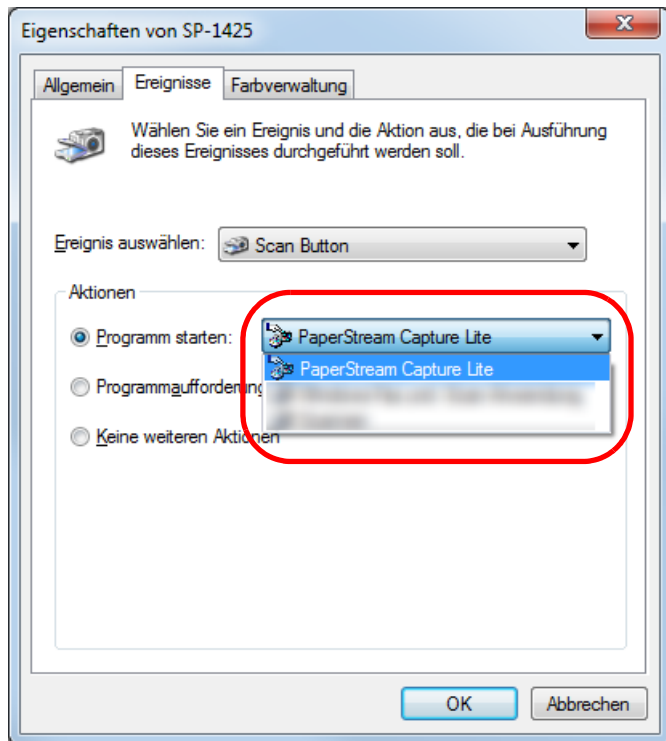 Eigenschaften von SP-1425
Allgemein Ereignisse Farbverwaltung
Wählen Sie ein Ereignis und die Aktion aus, die bei Ausführung
dieses Ereignisses durchgeführt werden soll.
Ereignis auswählen: Scan Button
Aktionen
Programm starten: PaperStream Capture Lite
PaperStream Capture Lite
Programmaufforderung
Keine weiteren Aktionen
OK Abbrechen